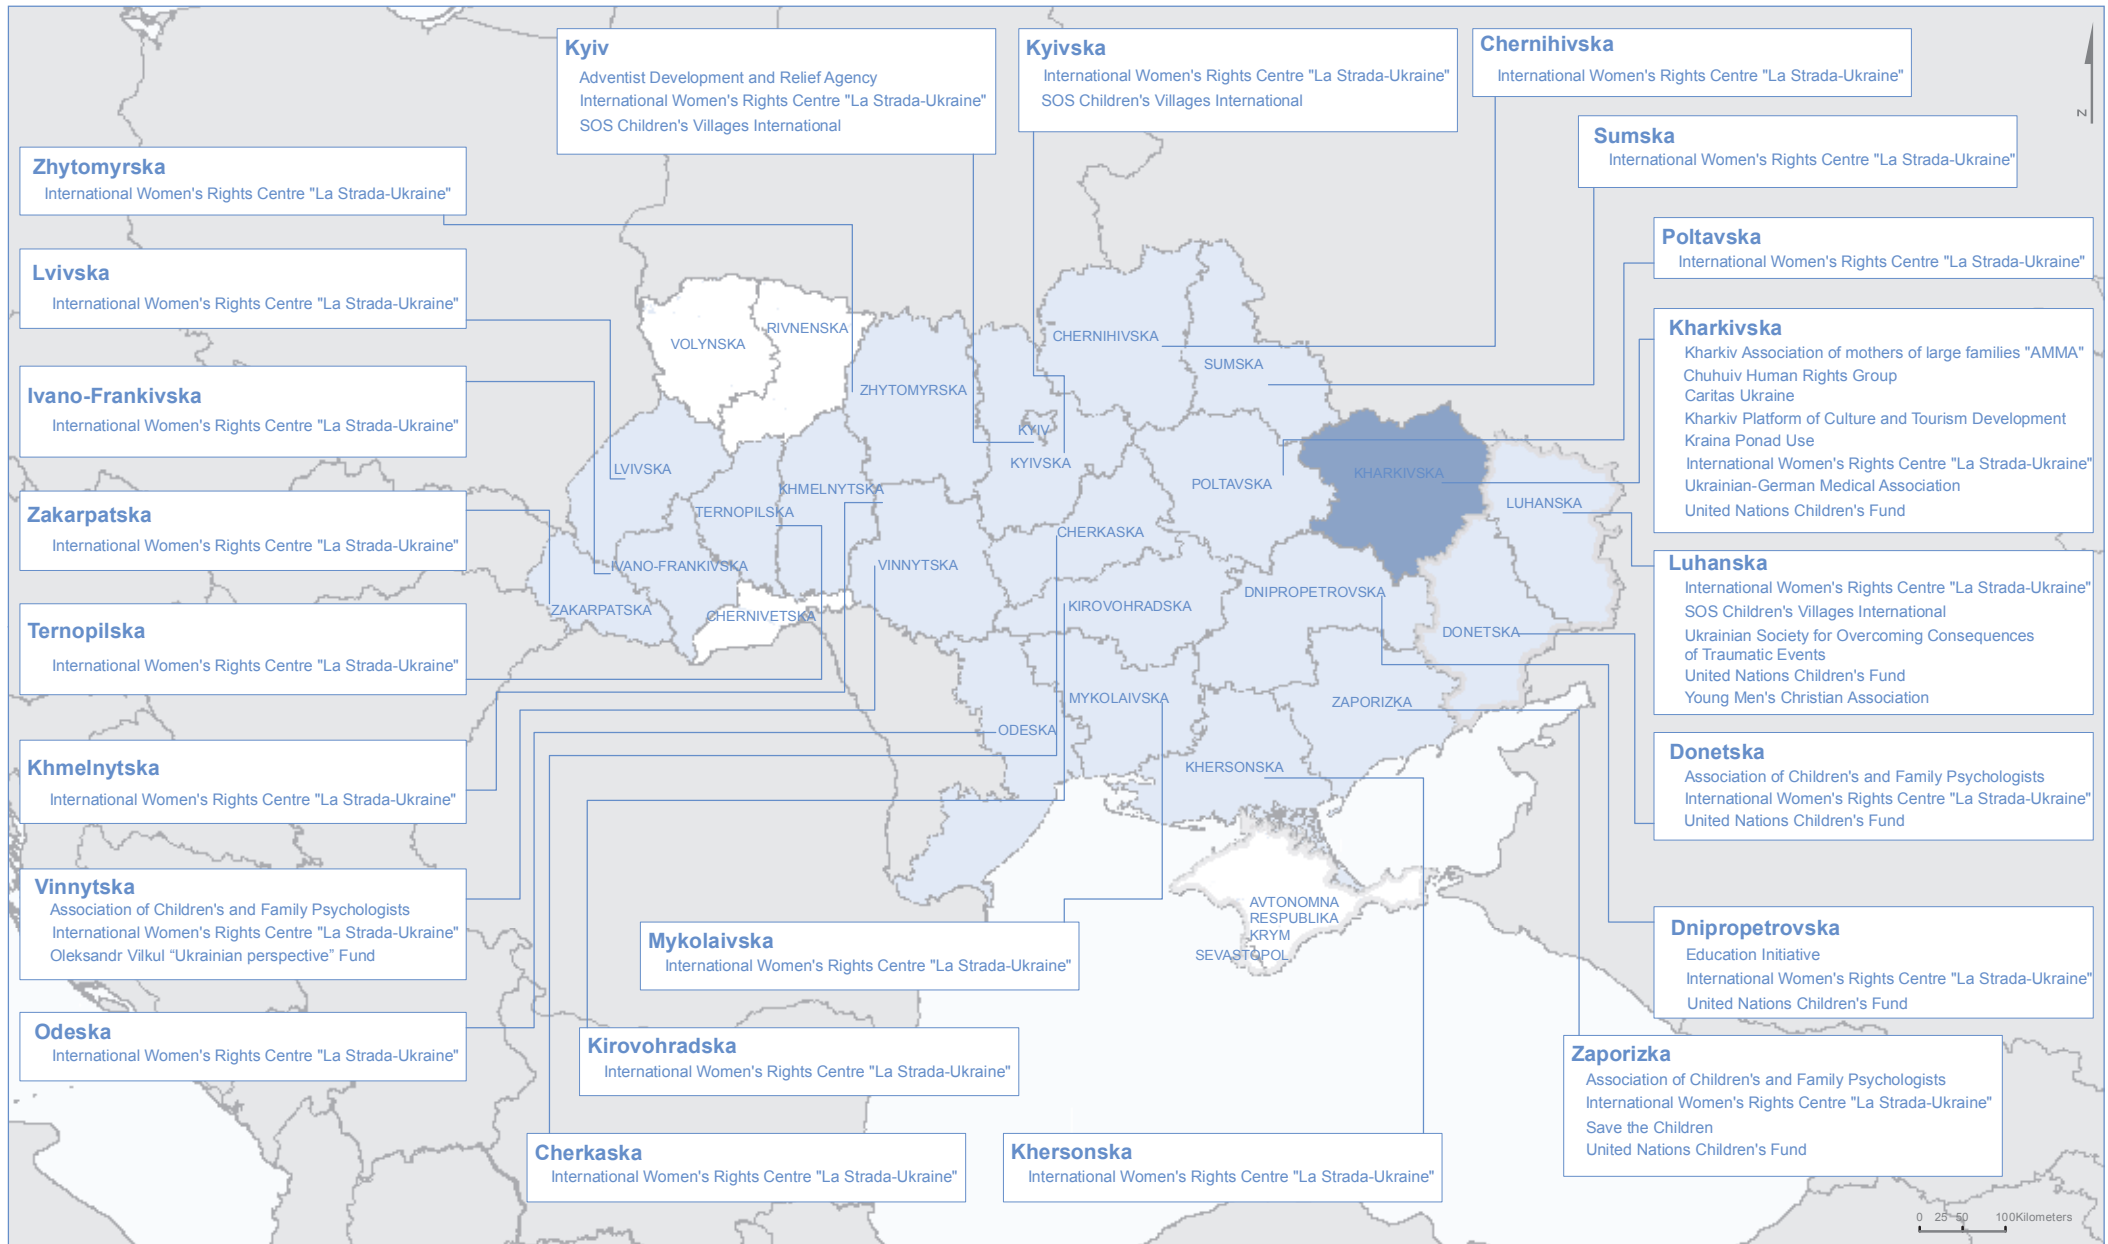 Kyiv
Adventist Development and Relief Agency
International Women's Rights Centre "La Strada-Ukraine"
SOS Children's Villages International
Kyivska
International Women's Rights Centre "La Strada-Ukraine"
SOS Children's Villages International
Chernihivska
International Women's Rights Centre "La Strada-Ukraine"
N
Sumska
International Women's Rights Centre "La Strada-Ukraine"
Zhytomyrska
International Women's Rights Centre "La Strada-Ukraine"
Lvivska
International Women's Rights Centre "La Strada-Ukraine"
Ivano-Frankivska
International Women's Rights Centre "La Strada-Ukraine"
Zakarpatska
International Women's Rights Centre "La Strada-Ukraine"
Ternopilska
International Women's Rights Centre "La Strada-Ukraine"
Khmelnytska
International Women's Rights Centre "La Strada-Ukraine"
Vinnytska
Association of Children's and Family Psychologists
International Women's Rights Centre "La Strada-Ukraine"
Oleksandr Vilkul “Ukrainian perspective” Fund
Odeska
International Women's Rights Centre "La Strada-Ukraine"
VOLYNSKA
RIVNENSKA
ZHYTOMYRSKA
CHERNIHIVSKA
SUMSKA
KYIV
KYIVSKA
LVIVSKA
KHMELNYTSKA
TERNOPILSKA
POLTAVSKA
KHARKIVSKA
LUHANSKA
CHERKASKA
IVANO-FRANKIVSKA
VINNYTSKA
ZAKARPATSKA
CHERNIVETSKA
KIROVOHRADSKA
DNIPROPETROVSKA
DONETSKA
MYKOLAIVSKA
ZAPORIZKA
ODESKA
KHERSONSKA
AVTONOMNA
RESPUBLIKA
KRYM
SEVASTOPOL
Poltavska
International Women's Rights Centre "La Strada-Ukraine"
Kharkivska
Kharkiv Association of mothers of large families "AMMA"
Chuhuiv Human Rights Group
Caritas Ukraine
Kharkiv Platform of Culture and Tourism Development
Kraina Ponad Use
International Women's Rights Centre "La Strada-Ukraine"
Ukrainian-German Medical Association
United Nations Children's Fund
Luhanska
International Women's Rights Centre "La Strada-Ukraine"
SOS Children's Villages International
Ukrainian Society for Overcoming Consequences
of Traumatic Events
United Nations Children's Fund
Young Men's Christian Association
Donetska
Association of Children's and Family Psychologists
International Women's Rights Centre "La Strada-Ukraine"
United Nations Children's Fund
Dnipropetrovska
Education Initiative
International Women's Rights Centre "La Strada-Ukraine"
United Nations Children's Fund
Mykolaivska
International Women's Rights Centre "La Strada-Ukraine"
Kirovohradska
International Women's Rights Centre "La Strada-Ukraine"
Zaporizka
Association of Children's and Family Psychologists
International Women's Rights Centre "La Strada-Ukraine"
Save the Children
United Nations Children's Fund
Cherkaska
International Women's Rights Centre "La Strada-Ukraine"
Khersonska
International Women's Rights Centre "La Strada-Ukraine"
0 25 50 100Kilometers